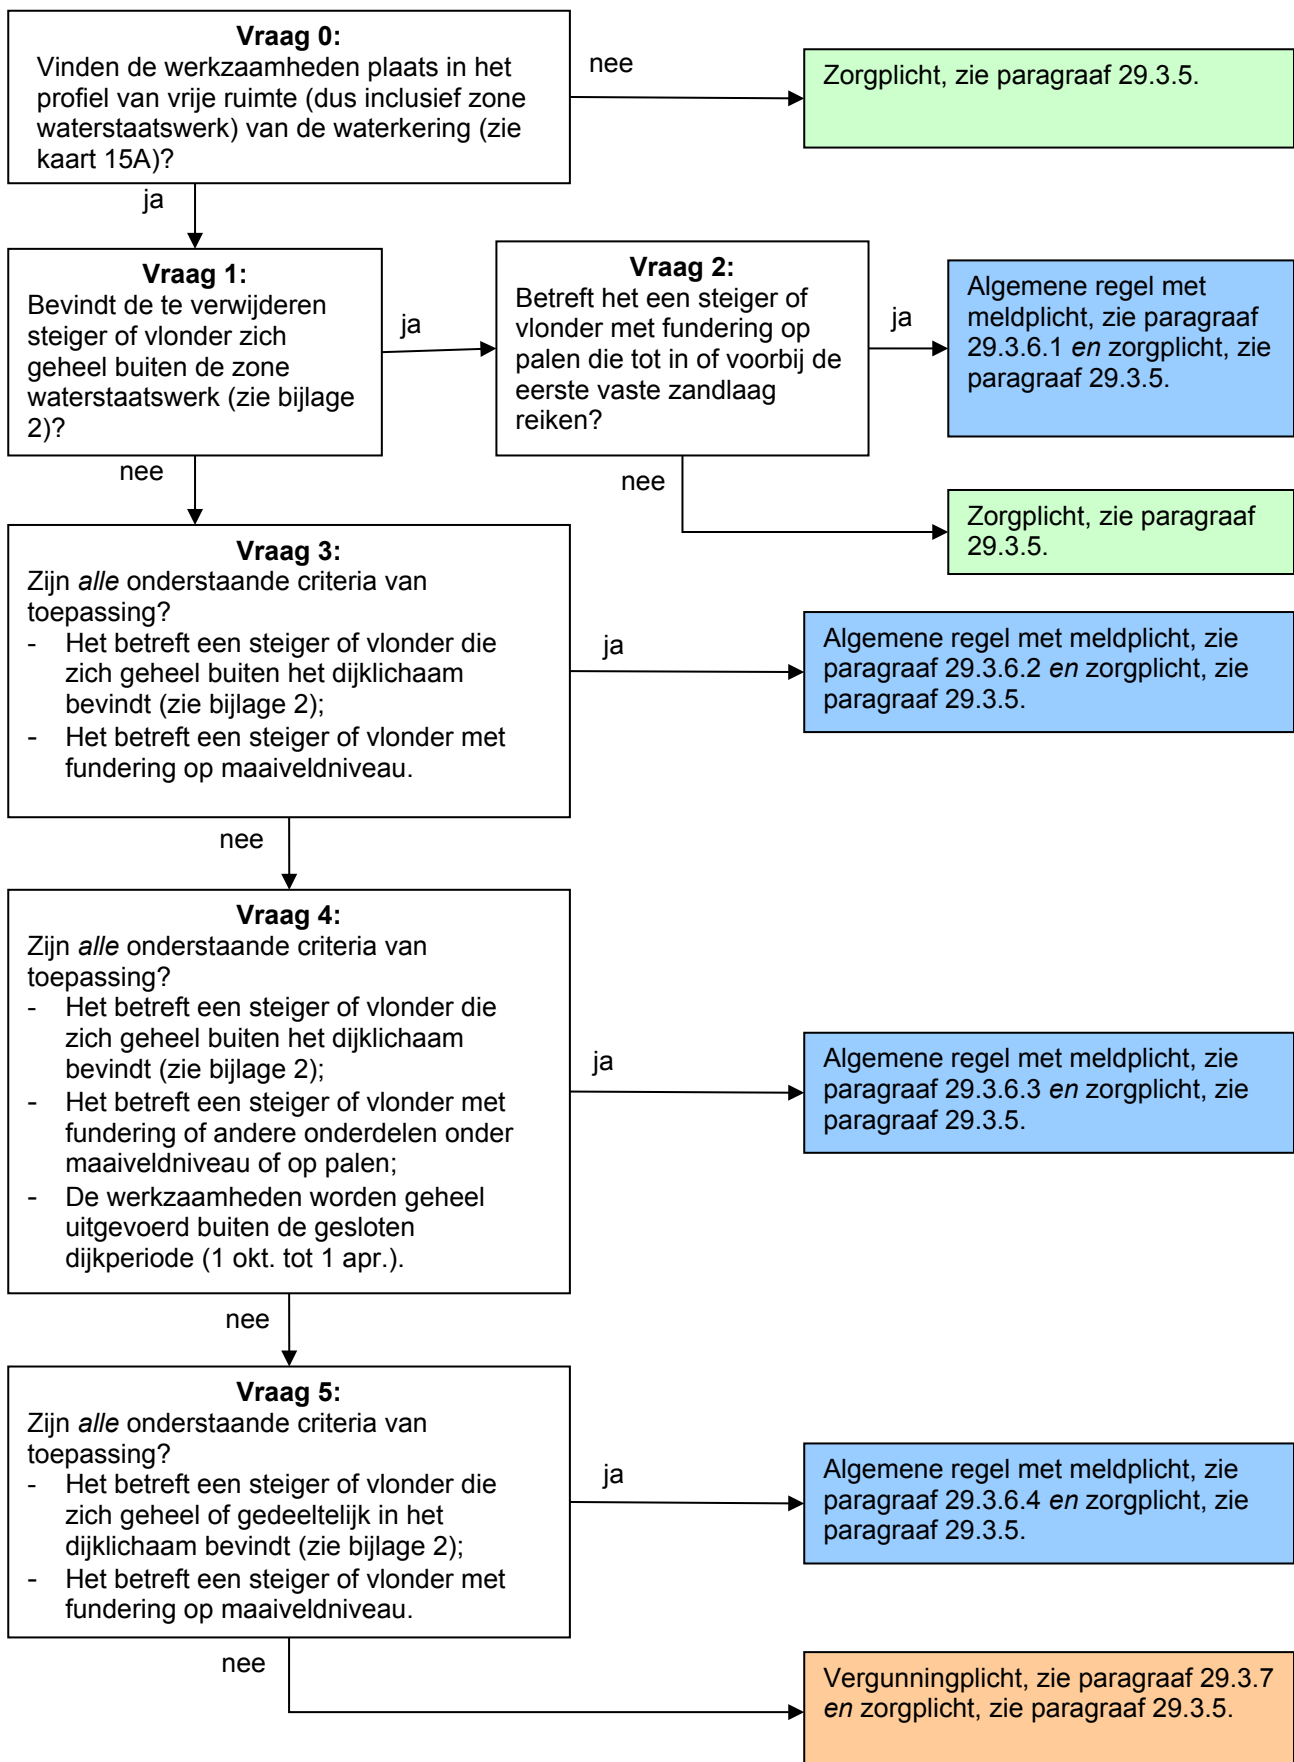 Vraag 0:
Vinden de werkzaamheden plaats in het
profiel van vrije ruimte (dus inclusief zone
waterstaatswerk) van de waterkering (zie
kaart 15A)?
nee
Zorgplicht, zie paragraaf 29.3.5.
ja
Vraag 1:
Bevindt de te verwijderen
steiger of vlonder zich
geheel buiten de zone
waterstaatswerk (zie bijlage
2)?
ja
Vraag 2:
Betreft het een steiger of
vlonder met fundering op
palen die tot in of voorbij de
eerste vaste zandlaag
reiken?
ja
Algemene regel met
meldplicht, zie paragraaf
29.3.6.1 en zorgplicht, zie
paragraaf 29.3.5.
nee
nee
Zorgplicht, zie paragraaf
29.3.5.
Vraag 3:
Zijn alle onderstaande criteria van
toepassing?
- Het betreft een steiger of vlonder die
zich geheel buiten het dijklichaam
bevindt (zie bijlage 2);
- Het betreft een steiger of vlonder met
fundering op maaiveldniveau.
ja
Algemene regel met meldplicht, zie
paragraaf 29.3.6.2 en zorgplicht, zie
paragraaf 29.3.5.
nee
Vraag 4:
Zijn alle onderstaande criteria van
toepassing?
- Het betreft een steiger of vlonder die
zich geheel buiten het dijklichaam
bevindt (zie bijlage 2);
- Het betreft een steiger of vlonder met
fundering of andere onderdelen onder
maaiveldniveau of op palen;
- De werkzaamheden worden geheel
uitgevoerd buiten de gesloten
dijkperiode (1 okt. tot 1 apr.).
ja
Algemene regel met meldplicht, zie
paragraaf 29.3.6.3 en zorgplicht, zie
paragraaf 29.3.5.
nee
Vraag 5:
Zijn alle onderstaande criteria van
toepassing?
- Het betreft een steiger of vlonder die
zich geheel of gedeeltelijk in het
dijklichaam bevindt (zie bijlage 2);
- Het betreft een steiger of vlonder met
fundering op maaiveldniveau.
ja
Algemene regel met meldplicht, zie
paragraaf 29.3.6.4 en zorgplicht, zie
paragraaf 29.3.5.
nee
Vergunningplicht, zie paragraaf 29.3.7
en zorgplicht, zie paragraaf 29.3.5.